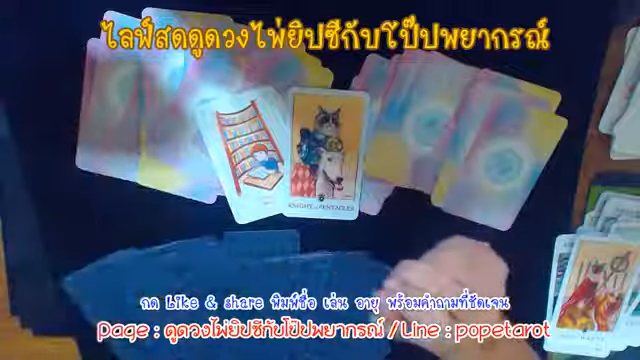 ไลฟ์สดดูดวงไพ่ยิปซีกับโป๊ปพยากรณ์
KNIGHT of PENTACLES
กด Like & share พิมพ์ชื่อ เล่น อายุ พร้อมคำถามที่ชัดเจน
Page : ดูดวงไพ่ยิปซีกับโป๊ปพยากรณ์ / Line : popetarot